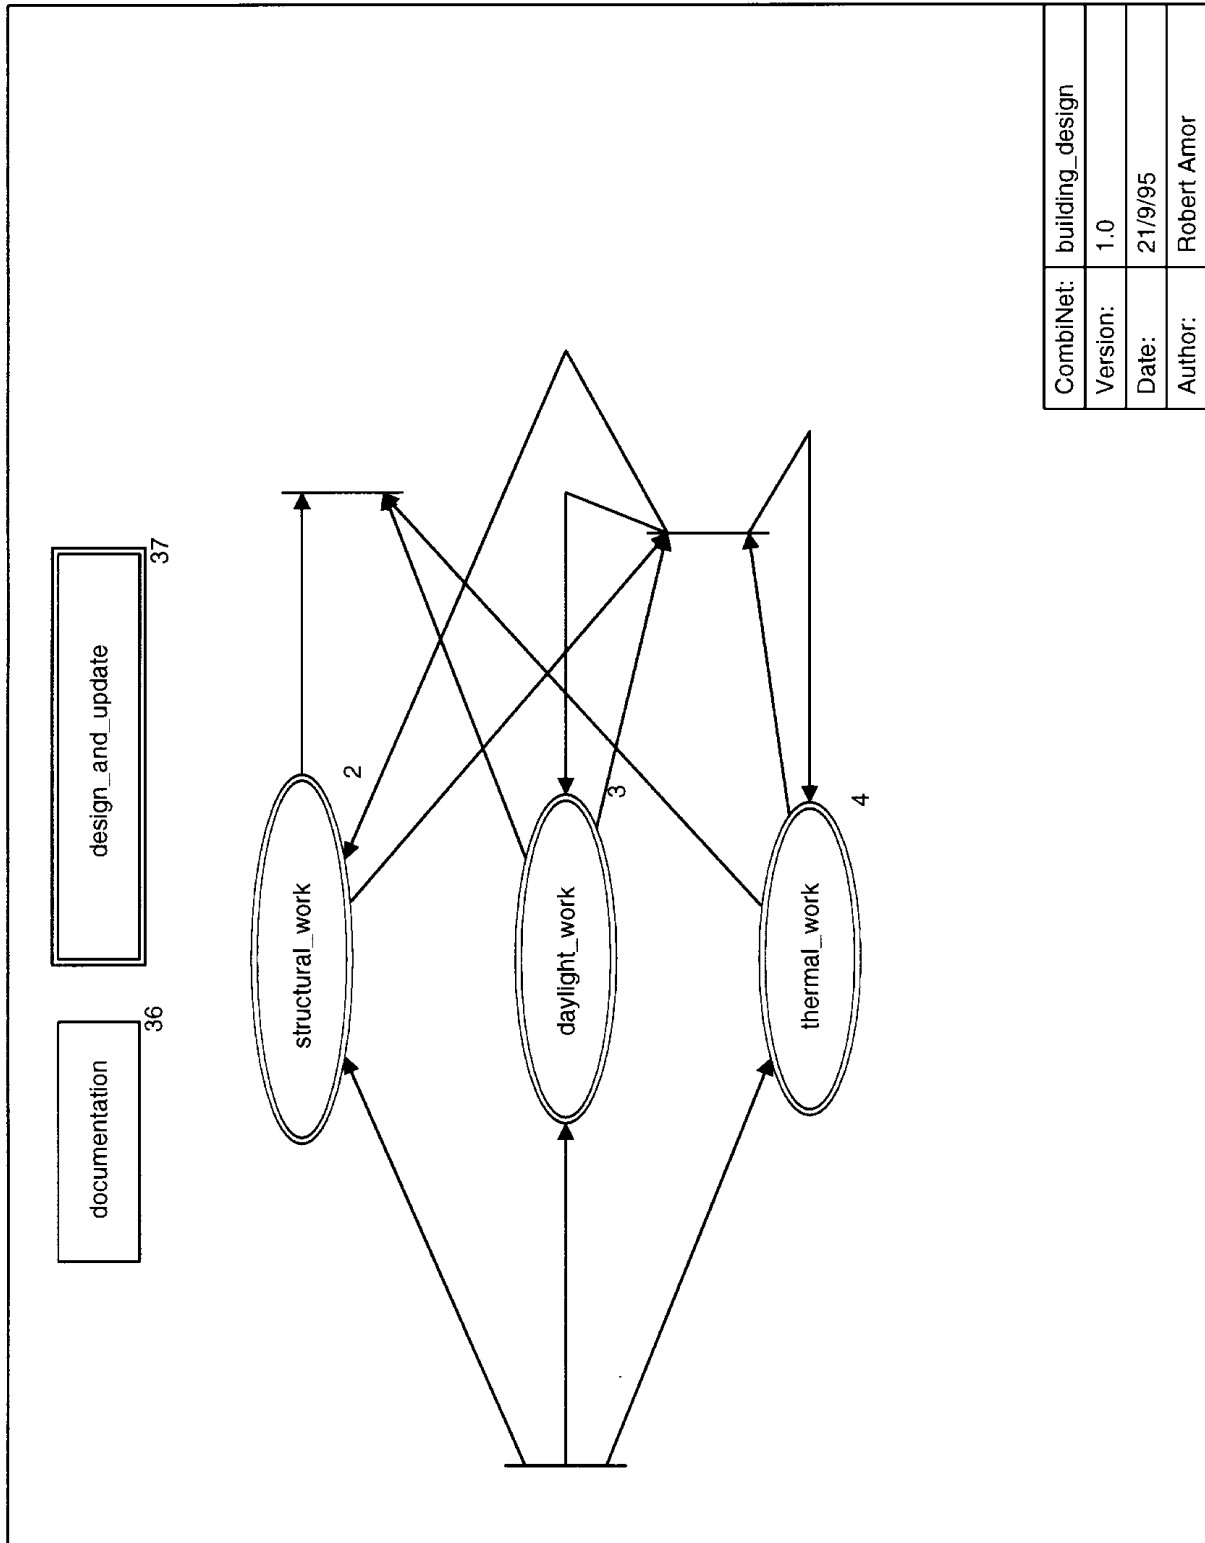 documentation
36
design_and_update
37
structural_work
2
daylight_work
3
thermal_work
4
CombiNet: building_design
Version: 1.0
Date: 21/9/95
Author: Robert Amor